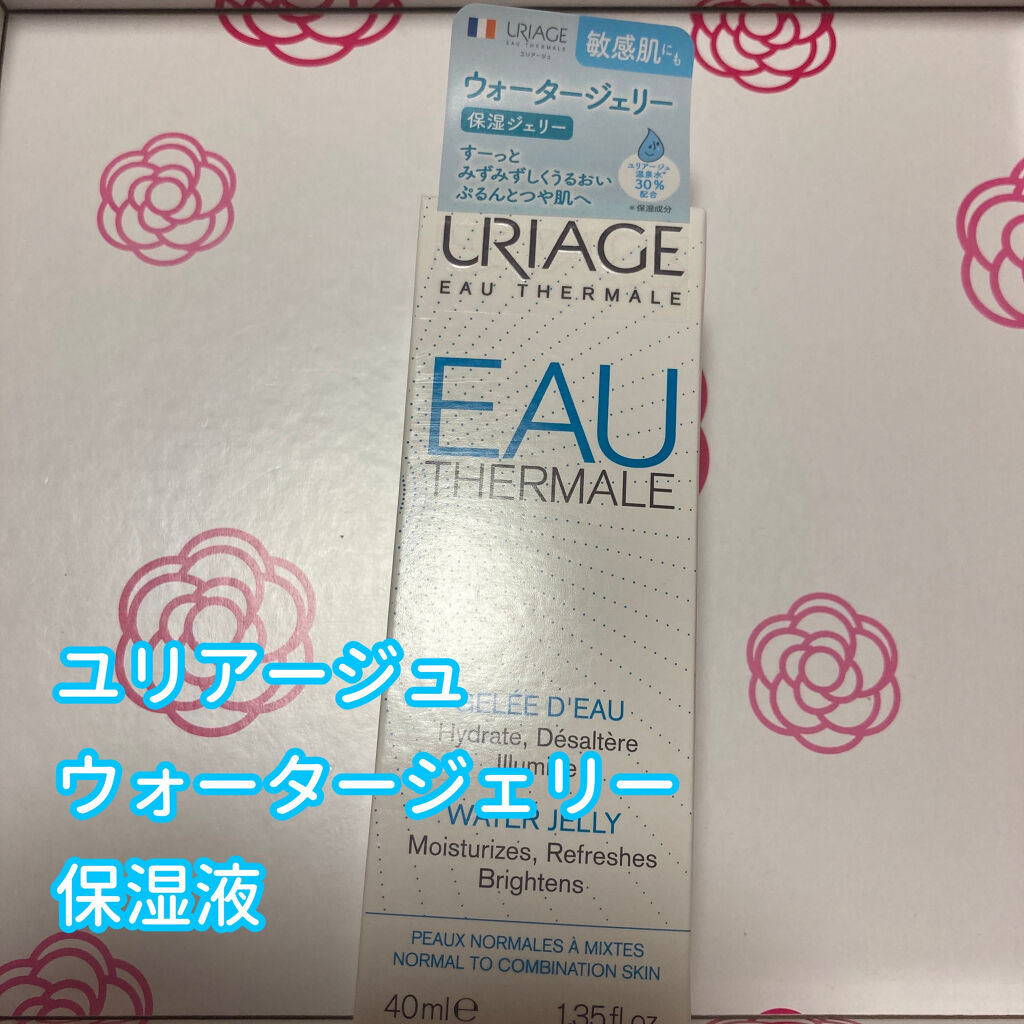 URIAGE
EAU THERMALE
ユリアージュ
敏感肌にも
ウォータージェリー
保湿ジェリー
すーっと
みずみずしくうるおい
ぷるんとつや肌へ
ユリアージュ
温泉水*
30%
配合
*保湿成分
URIAGE
EAU THERMALE
EAU
THERMALE
GELÉE D'EAU
Hydrate, Désaltère
Illumine
WATER JELLY
Moisturizes, Refreshes
Brightens
PEAUX NORMALES À MIXTES
NORMAL TO COMBINATION SKIN
40ml e 1.35 fl.oz
ユリアージュ
ウォータージェリー
保湿液